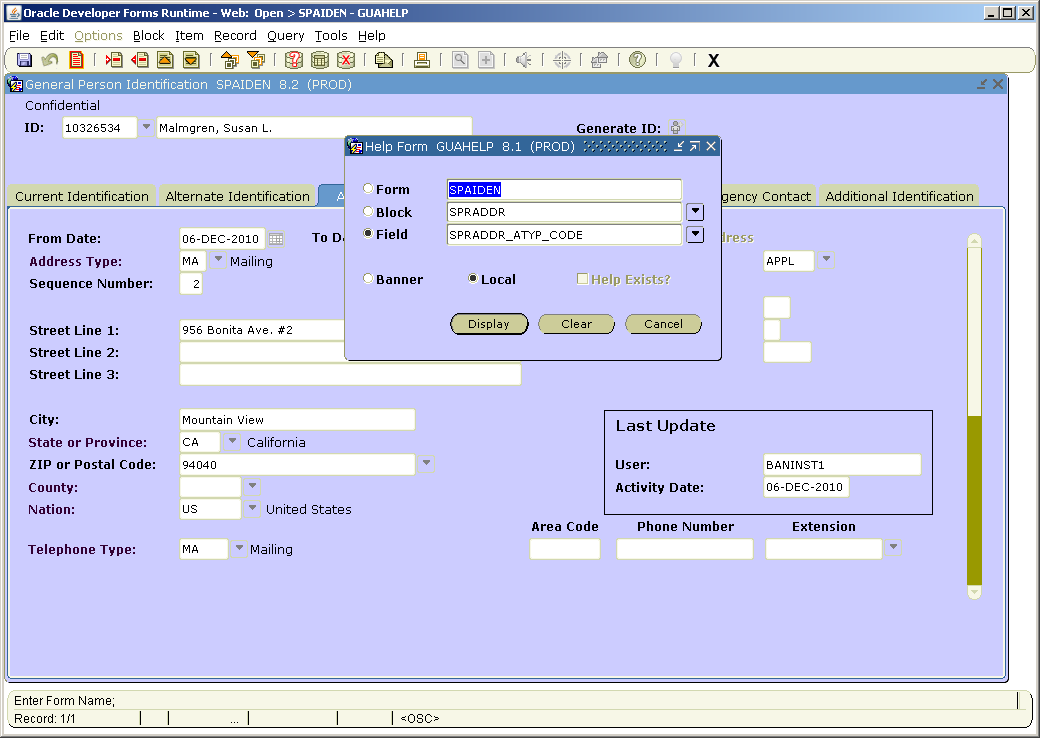 Oracle Developer Forms Runtime - Web:  Open > SPAIDEN - GUAHELP
File Edit Options Block Item Record Query Tools Help
X
General Person Identification  SPAIDEN  8.2  (PROD)
Confidential
ID: 10326534 Malmgren, Susan L. Generate ID:
Help Form  GUAHELP  8.1  (PROD)
Current Identification Alternate Identification A gency Contact Additional Identification
Form SPAIDEN
Block SPRADDR
Field SPRADDR_ATYP_CODE
Banner Local Help Exists?
Display Clear Cancel
From Date: 06-DEC-2010 To Da dress
Address Type: MA Mailing APPL
Sequence Number: 2
Street Line 1: 956 Bonita Ave. #2
Street Line 2:
Street Line 3:
City: Mountain View
State or Province: CA California
ZIP or Postal Code: 94040
County:
Nation: US United States
Telephone Type: MA Mailing
Last Update
User: BANINST1
Activity Date: 06-DEC-2010
Area Code Phone Number Extension
Enter Form Name;
Record: 1/1 ... <OSC>